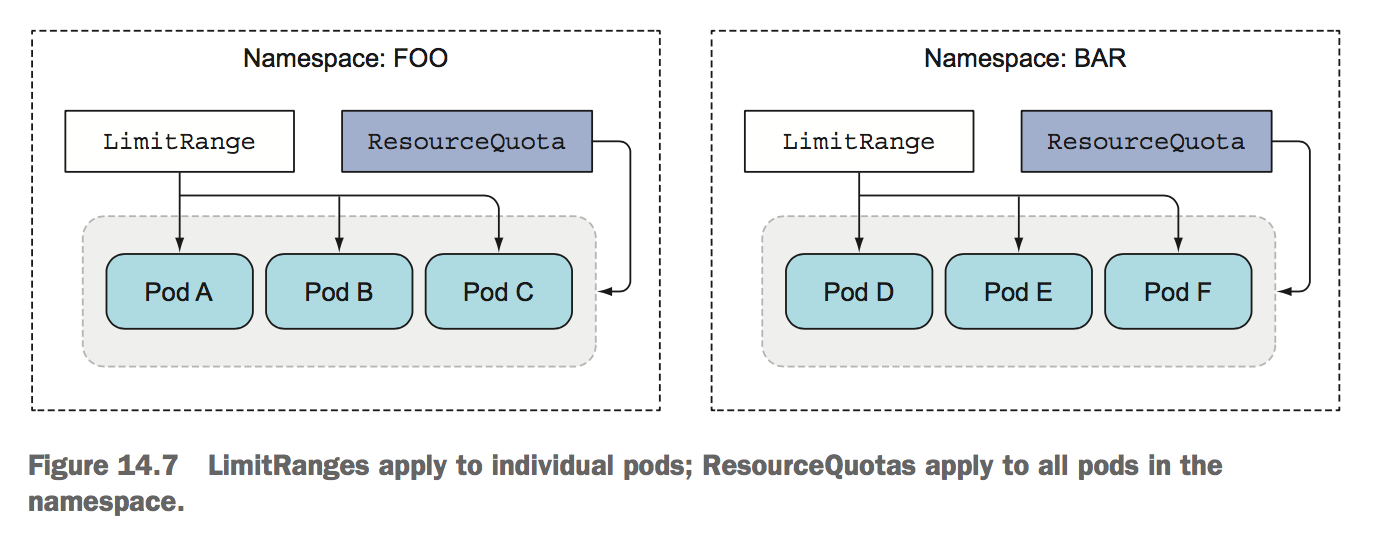 Namespace: FOO
LimitRange
ResourceQuota
Pod A
Pod B
Pod C
Namespace: BAR
LimitRange
ResourceQuota
Pod D
Pod E
Pod F
Figure 14.7 LimitRanges apply to individual pods; ResourceQuotas apply to all pods in the
namespace.